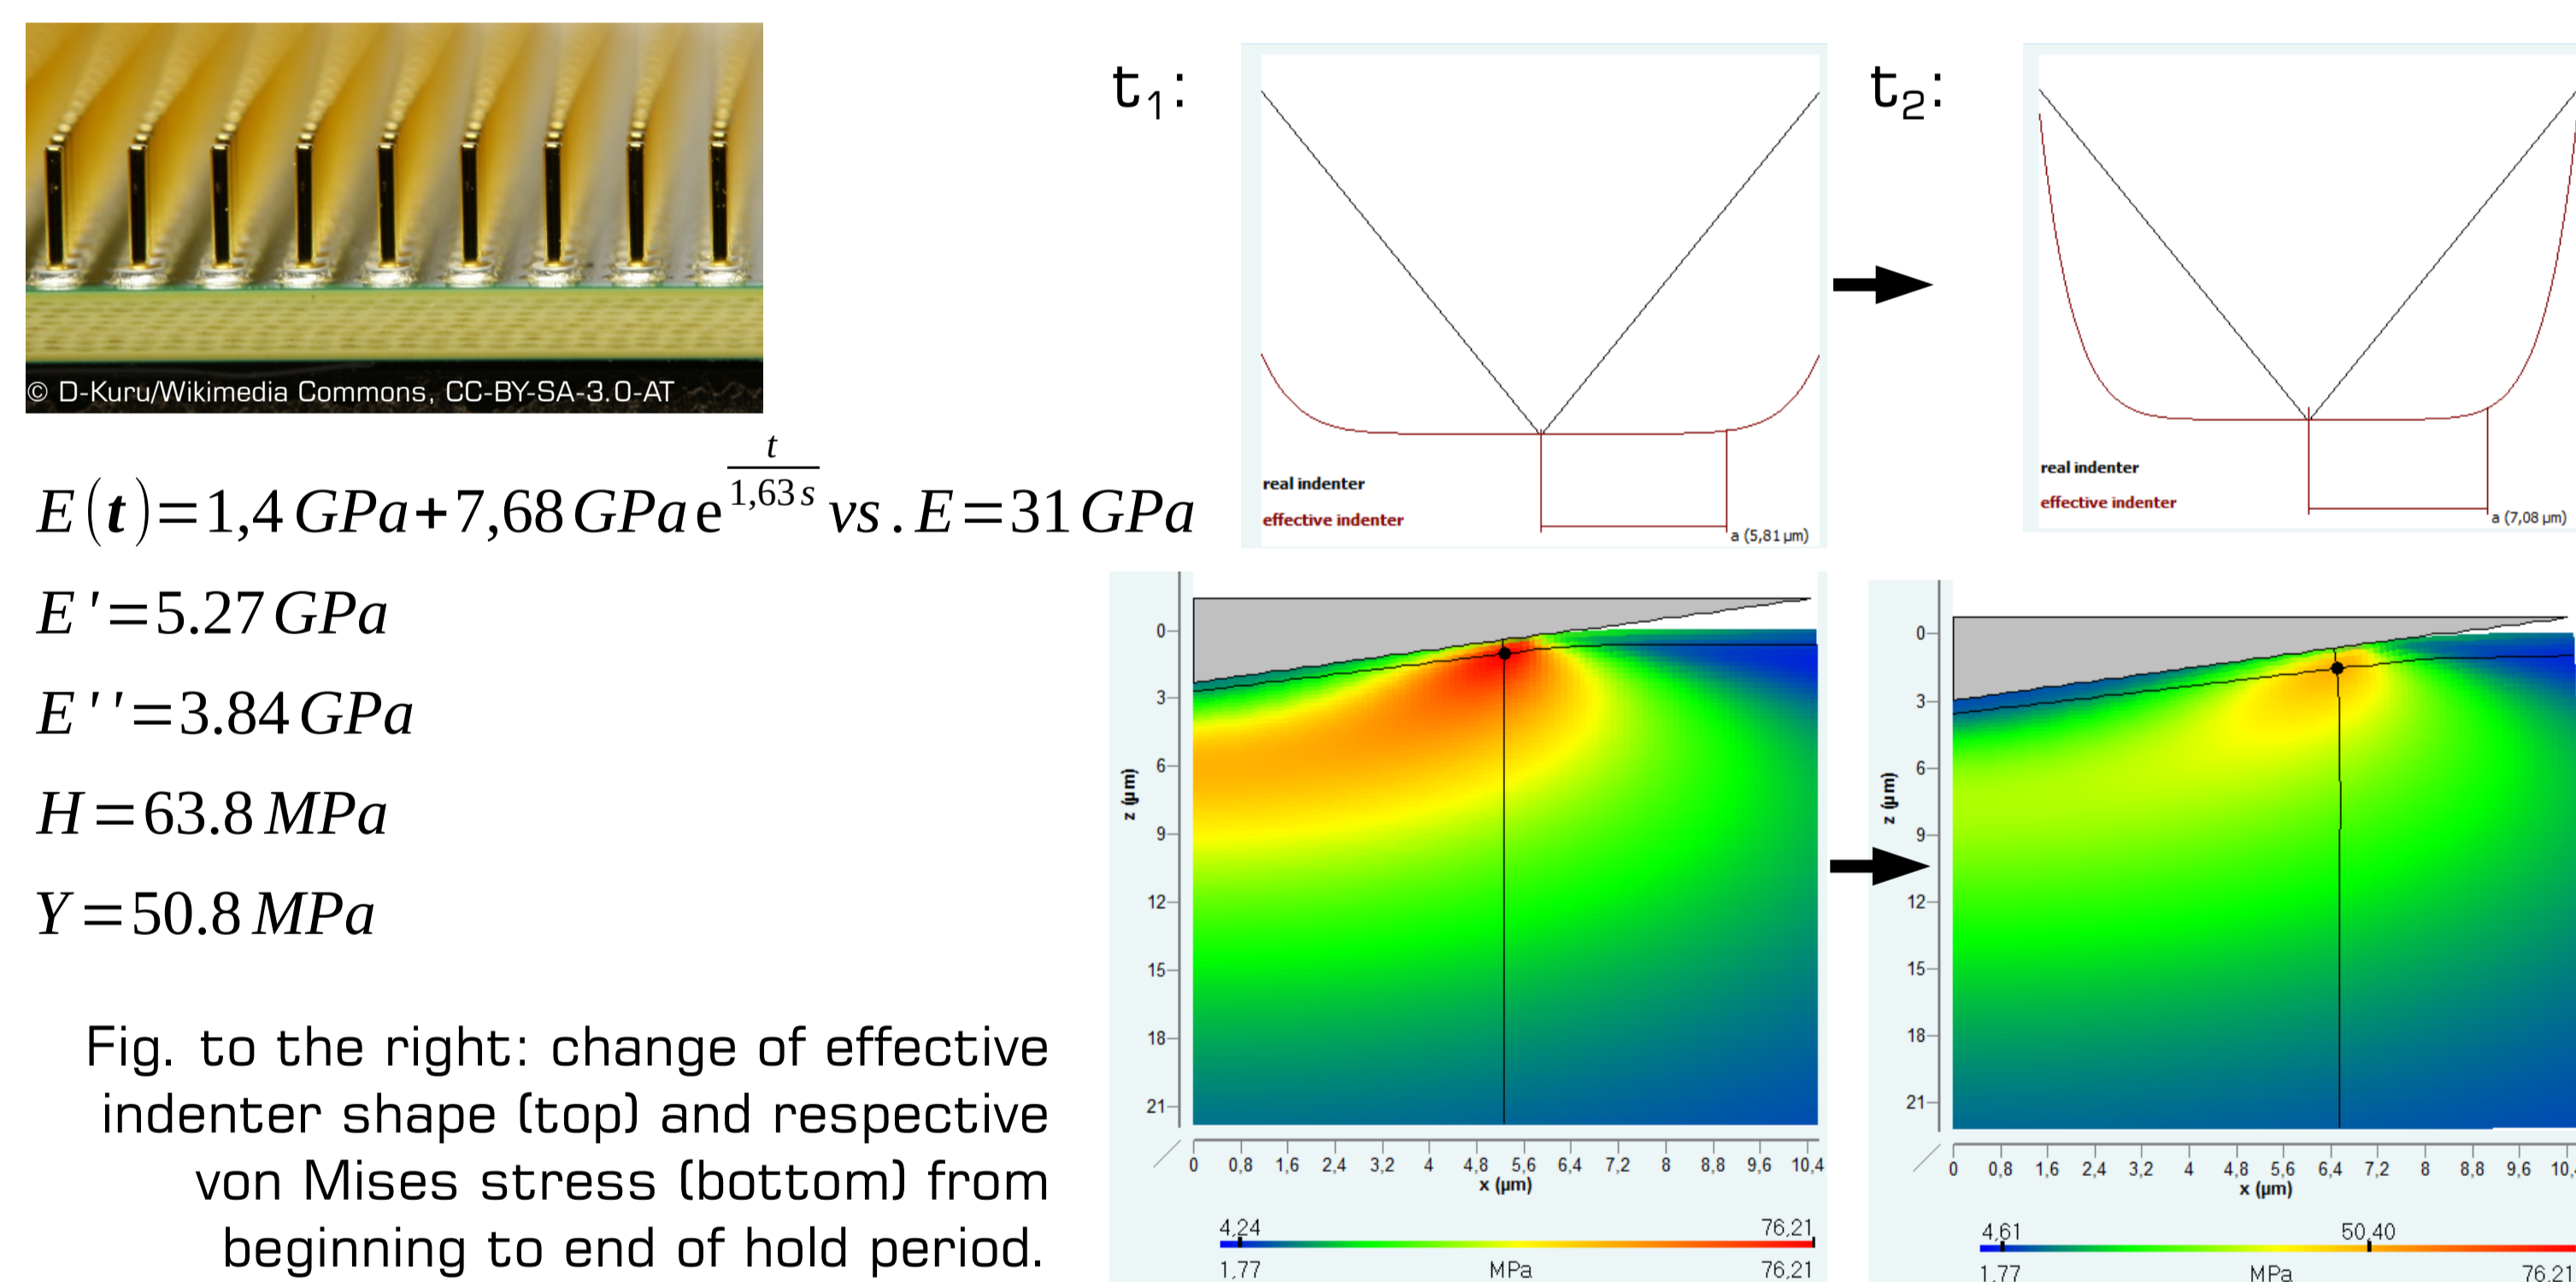 © D-Kuru/Wikimedia Commons, CC-BY-SA-3.0-AT
E(t)=1,4 GPa+7,68 GPa e^(t/1,63 s) vs. E=31 GPa
E'=5.27 GPa
E''=3.84 GPa
H=63.8 MPa
Y=50.8 MPa
Fig. to the right: change of effective
indenter shape (top) and respective
von Mises stress (bottom) from
beginning to end of hold period.
t₁:
real indenter
effective indenter
a (5,81 µm)
t₂:
real indenter
effective indenter
a (7,08 µm)
0
3
6
9
12
15
18
21
z (µm)
0 0,8 1,6 2,4 3,2 4 4,8 5,6 6,4 7,2 8 8,8 9,6 10,4
x (µm)
4,24 76,21
1,77 MPa 76,21
0
3
6
9
12
15
18
21
z (µm)
0 0,8 1,6 2,4 3,2 4 4,8 5,6 6,4 7,2 8 8,8 9,6 10,
x (µm)
4,61 50,40
1,77 MPa 76,21